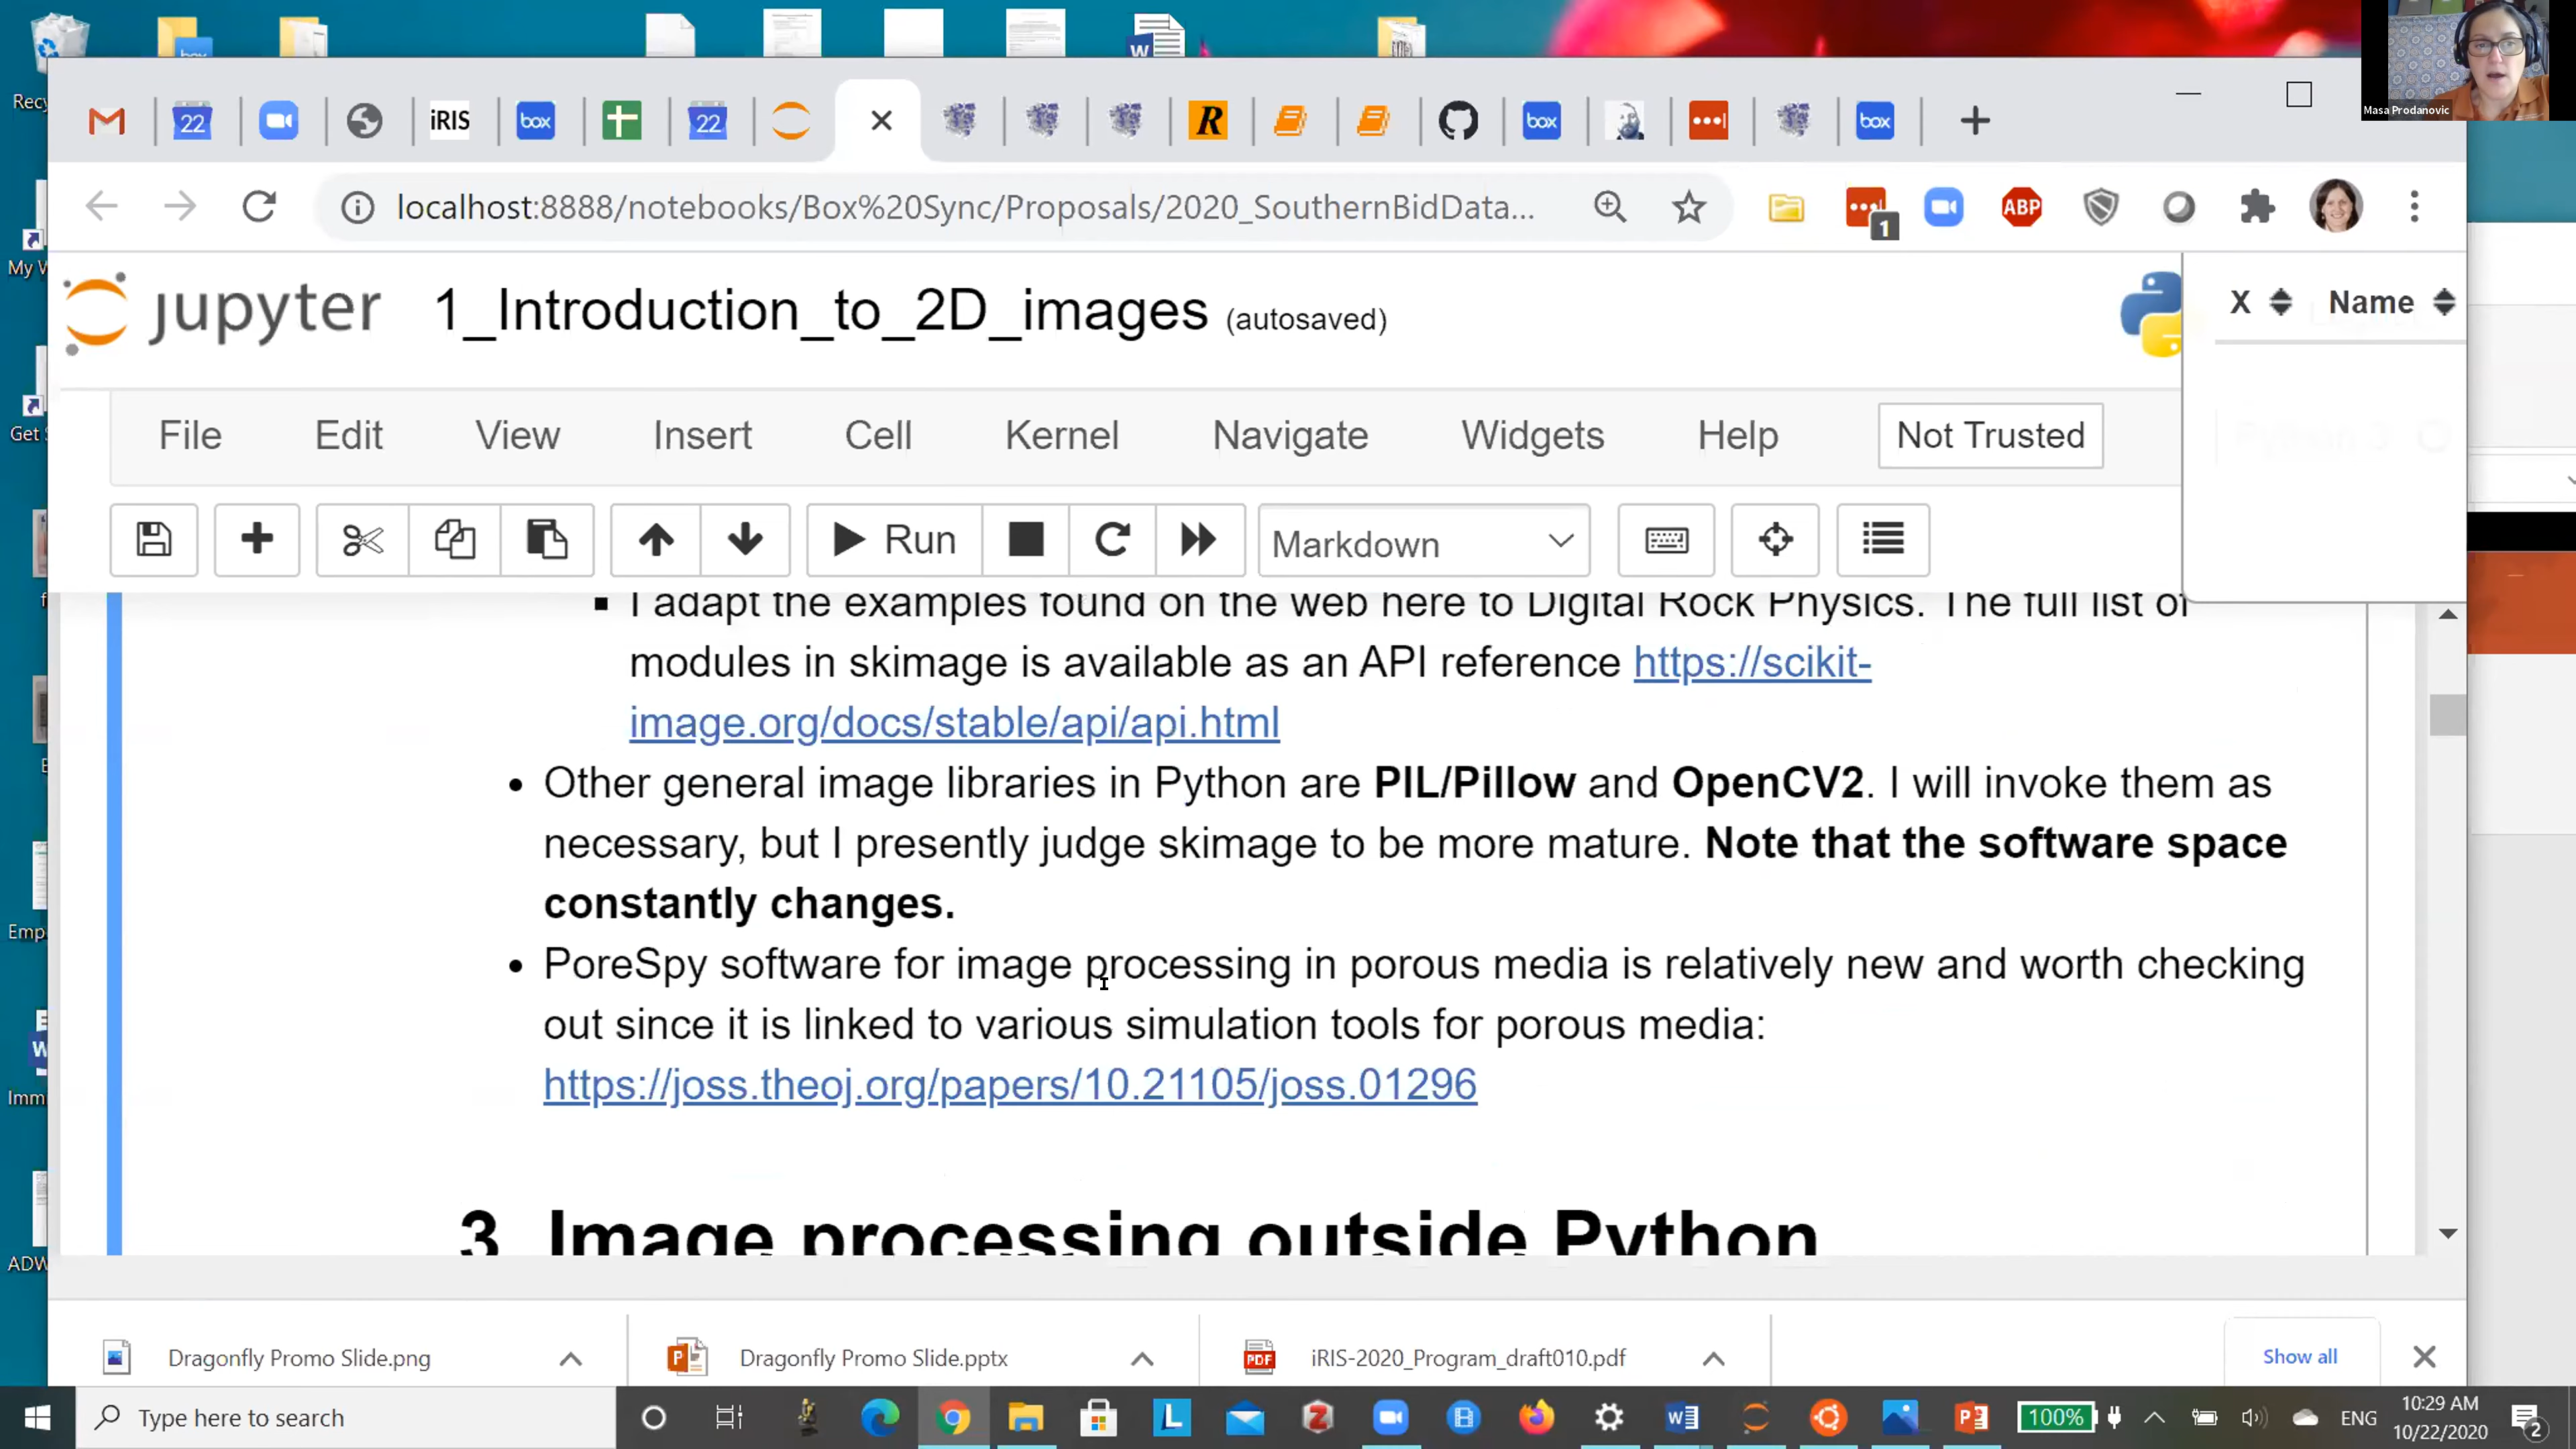 Masa Prodanovic
22
iRIS
box
22
R
box
box
localhost:8888/notebooks/Box%20Sync/Proposals/2020_SouthernBidData...
1
ABP
jupyter
1_Introduction_to_2D_images (autosaved)
X
Name
File
Edit
View
Insert
Cell
Kernel
Navigate
Widgets
Help
Not Trusted
Run
Markdown
▪ I adapt the examples found on the web here to Digital Rock Physics. The full list of
modules in skimage is available as an API reference https://scikit-
image.org/docs/stable/api/api.html
• Other general image libraries in Python are PIL/Pillow and OpenCV2. I will invoke them as
necessary, but I presently judge skimage to be more mature. Note that the software space
constantly changes.
• PoreSpy software for image processing in porous media is relatively new and worth checking
out since it is linked to various simulation tools for porous media:
https://joss.theoj.org/papers/10.21105/joss.01296
3 Image processing outside Python
Dragonfly Promo Slide.png
Dragonfly Promo Slide.pptx
iRIS-2020_Program_draft010.pdf
Show all
Type here to search
100%
ENG
10:29 AM
10/22/2020
2